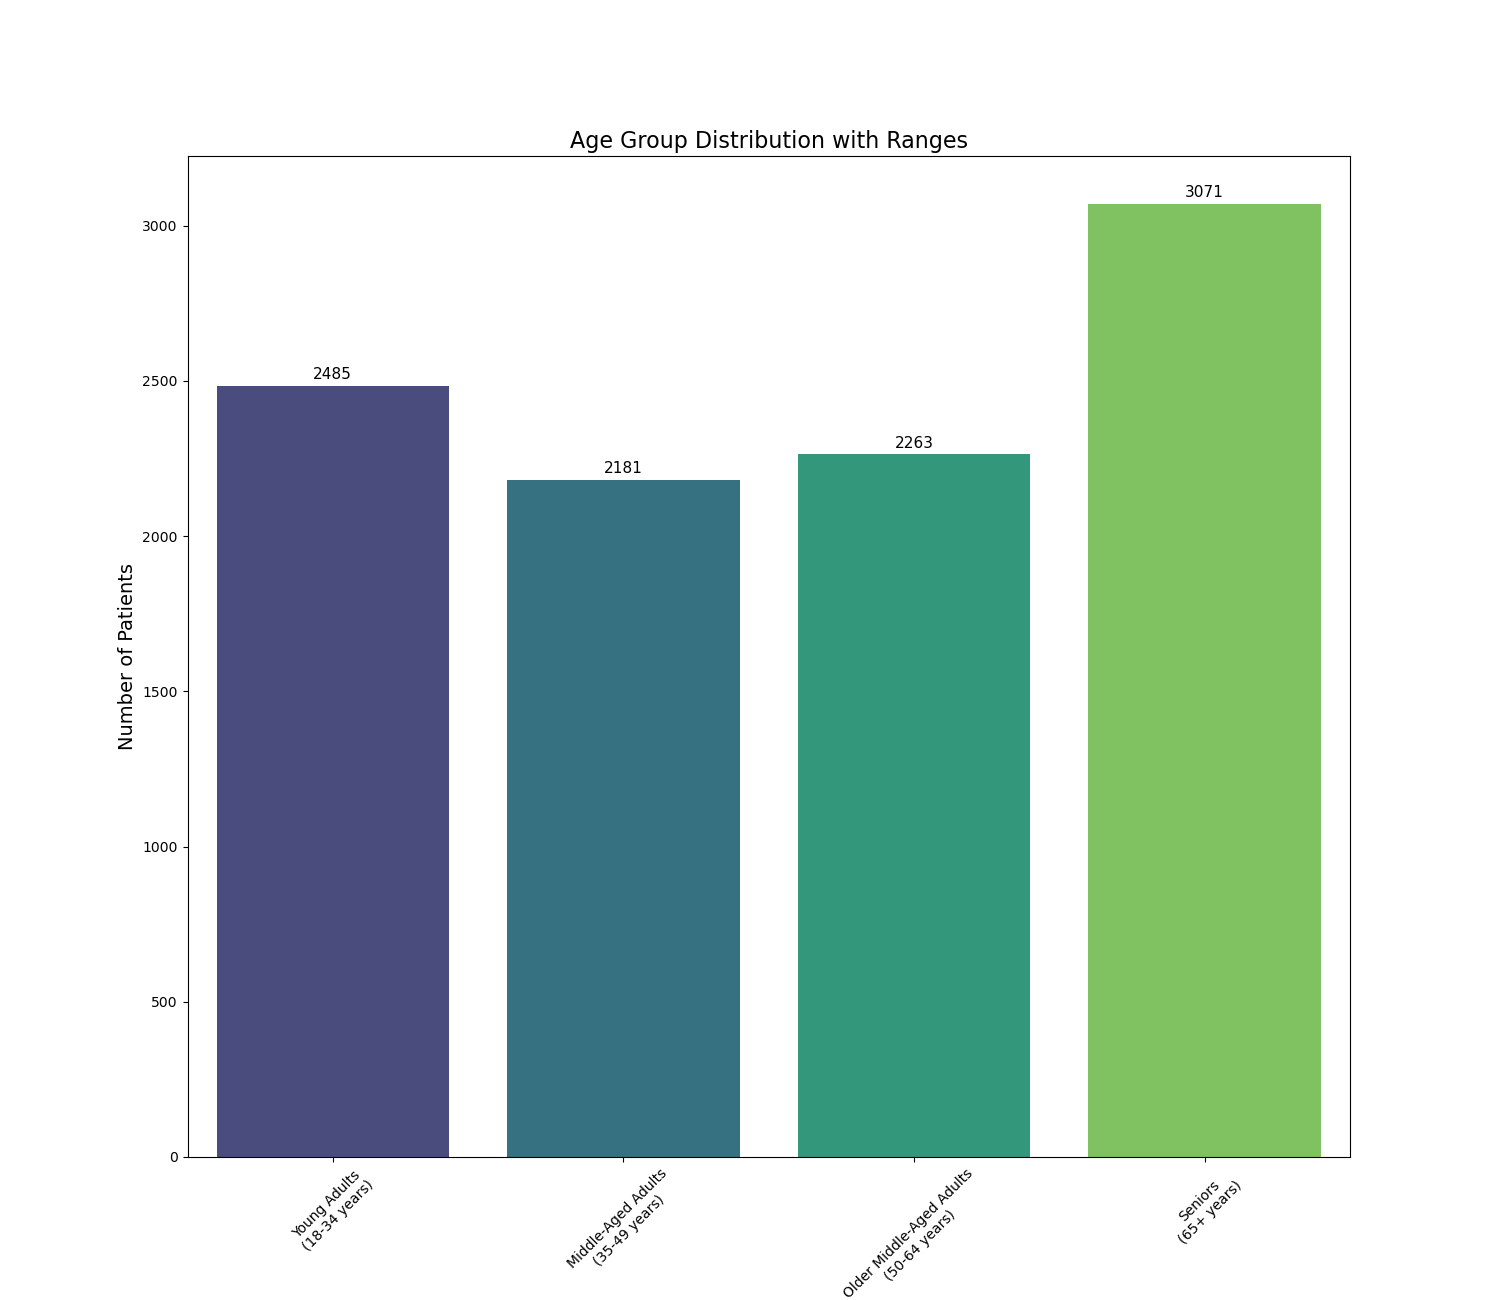 Age Group Distribution with Ranges
3071
3000
2485
2500
2263
2181
2000
Number of Patients
1500
1000
500
0
Young Adults
(18-34 years)
Middle-Aged Adults
(35-49 years)
Older Middle-Aged Adults
(50-64 years)
Seniors
(65+ years)